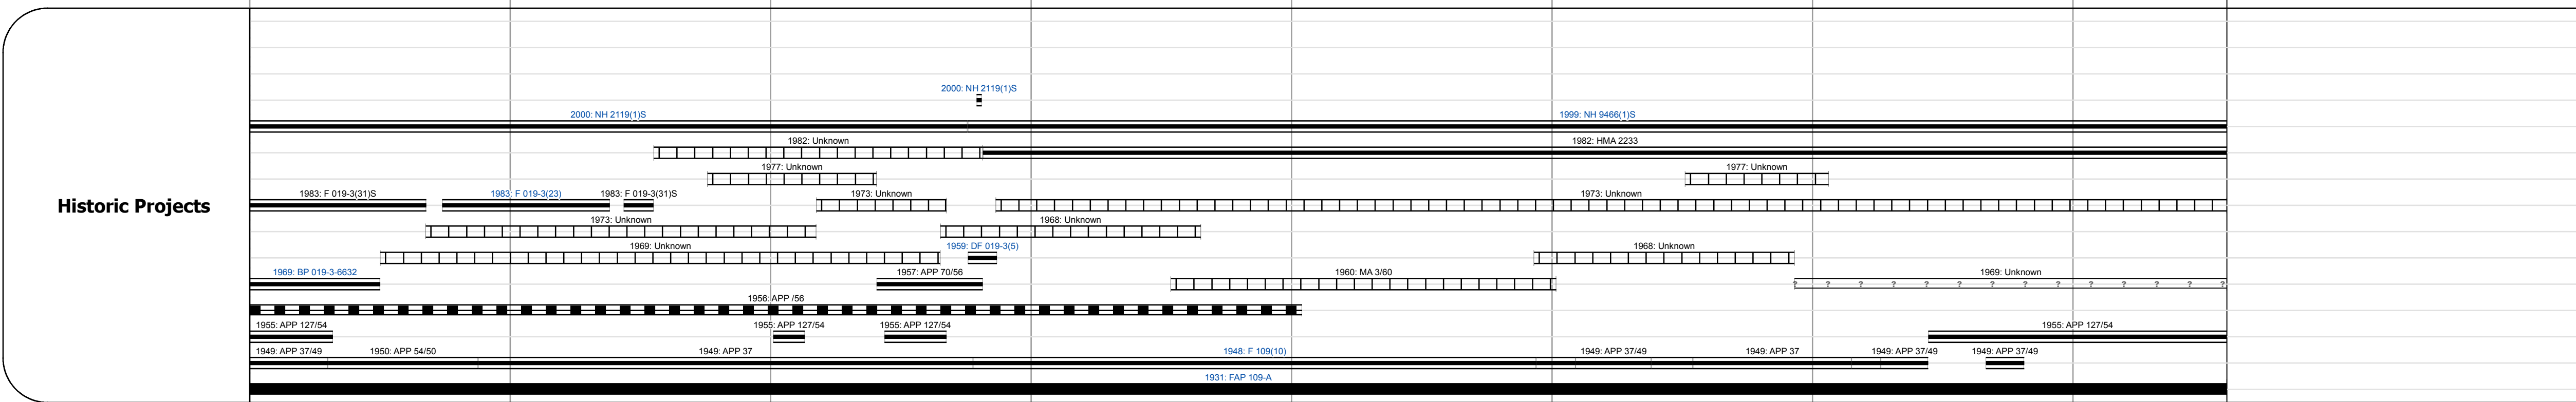 2000: NH 2119(1)S
2000: NH 2119(1)S 1999: NH 9466(1)S
1982: Unknown 1982: HMA 2233
1977: Unknown 1977: Unknown
1983: F 019-3(31)S 1983: F 019-3(23) 1983: F 019-3(31)S 1973: Unknown 1973: Unknown
Historic Projects
1973: Unknown 1968: Unknown
1969: Unknown 1959: DF 019-3(5) 1968: Unknown
1969: BP 019-3-6632 1957: APP 70/56 1960: MA 3/60 1969: Unknown
? ? ? ? ? ? ? ? ? ? ? ? ? ?
1956: APP /56
1955: APP 127/54 1955: APP 127/54 1955: APP 127/54 1955: APP 127/54
1949: APP 37/49 1950: APP 54/50 1949: APP 37 1948: F 109(10) 1949: APP 37/49 1949: APP 37 1949: APP 37/49 1949: APP 37/49
1931: FAP 109-A